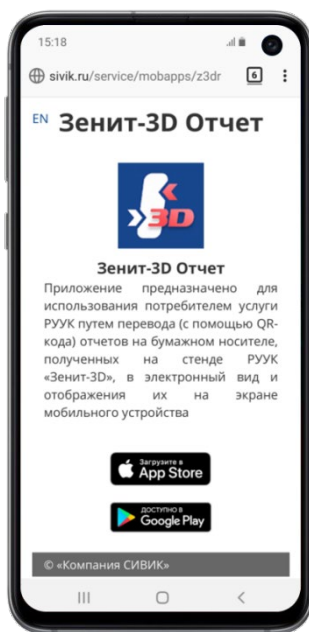 15:18
sivik.ru/service/mobapps/z3dr 6
EN Зенит-3D Отчет
3D
Зенит-3D Отчет
Приложение предназначено для
использования потребителем услуги
РУУК путем перевода (с помощью QR-
кода) отчетов на бумажном носителе,
полученных на стенде РУУК
«Зенит-3D», в электронный вид и
отображения их на экране
мобильного устройства
Загрузите в
App Store
ДОСТУПНО В
Google Play
© «Компания СИВИК»